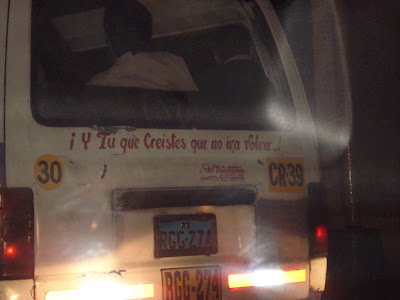 ¡ Y Tu que Creistes que no iva Volver..!
30
CR39
RGG-274
RGG-274